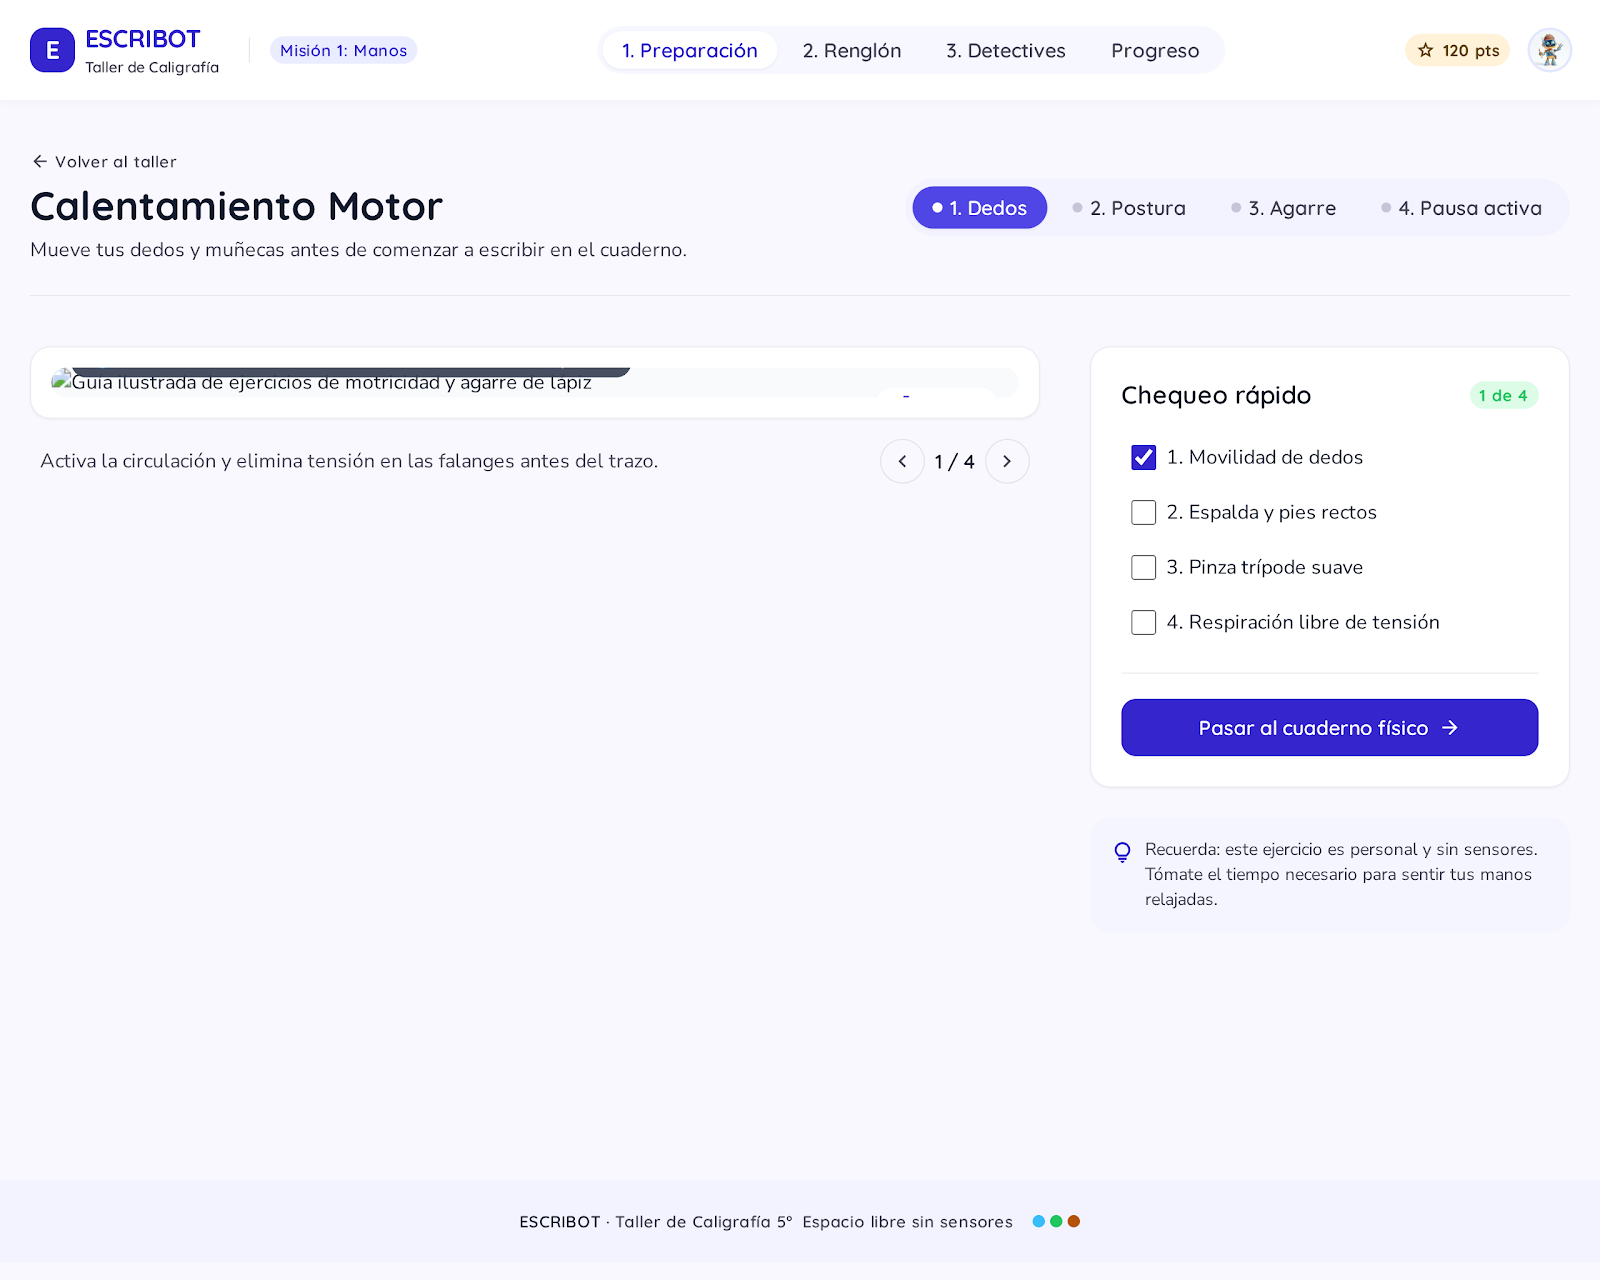 E
ESCRIBOT
Taller de Caligrafía
Misión 1: Manos
1. Preparación
2. Renglón
3. Detectives
Progreso
120 pts
Volver al taller
Calentamiento Motor
Mueve tus dedos y muñecas antes de comenzar a escribir en el cuaderno.
1. Dedos
2. Postura
3. Agarre
4. Pausa activa
Guía ilustrada de ejercicios de motricidad y agarre de lápiz
Activa la circulación y elimina tensión en las falanges antes del trazo.
1 / 4
Chequeo rápido
1 de 4
1. Movilidad de dedos
2. Espalda y pies rectos
3. Pinza trípode suave
4. Respiración libre de tensión
Pasar al cuaderno físico
Recuerda: este ejercicio es personal y sin sensores.
Tómate el tiempo necesario para sentir tus manos
relajadas.
ESCRIBOT · Taller de Caligrafía 5° Espacio libre sin sensores